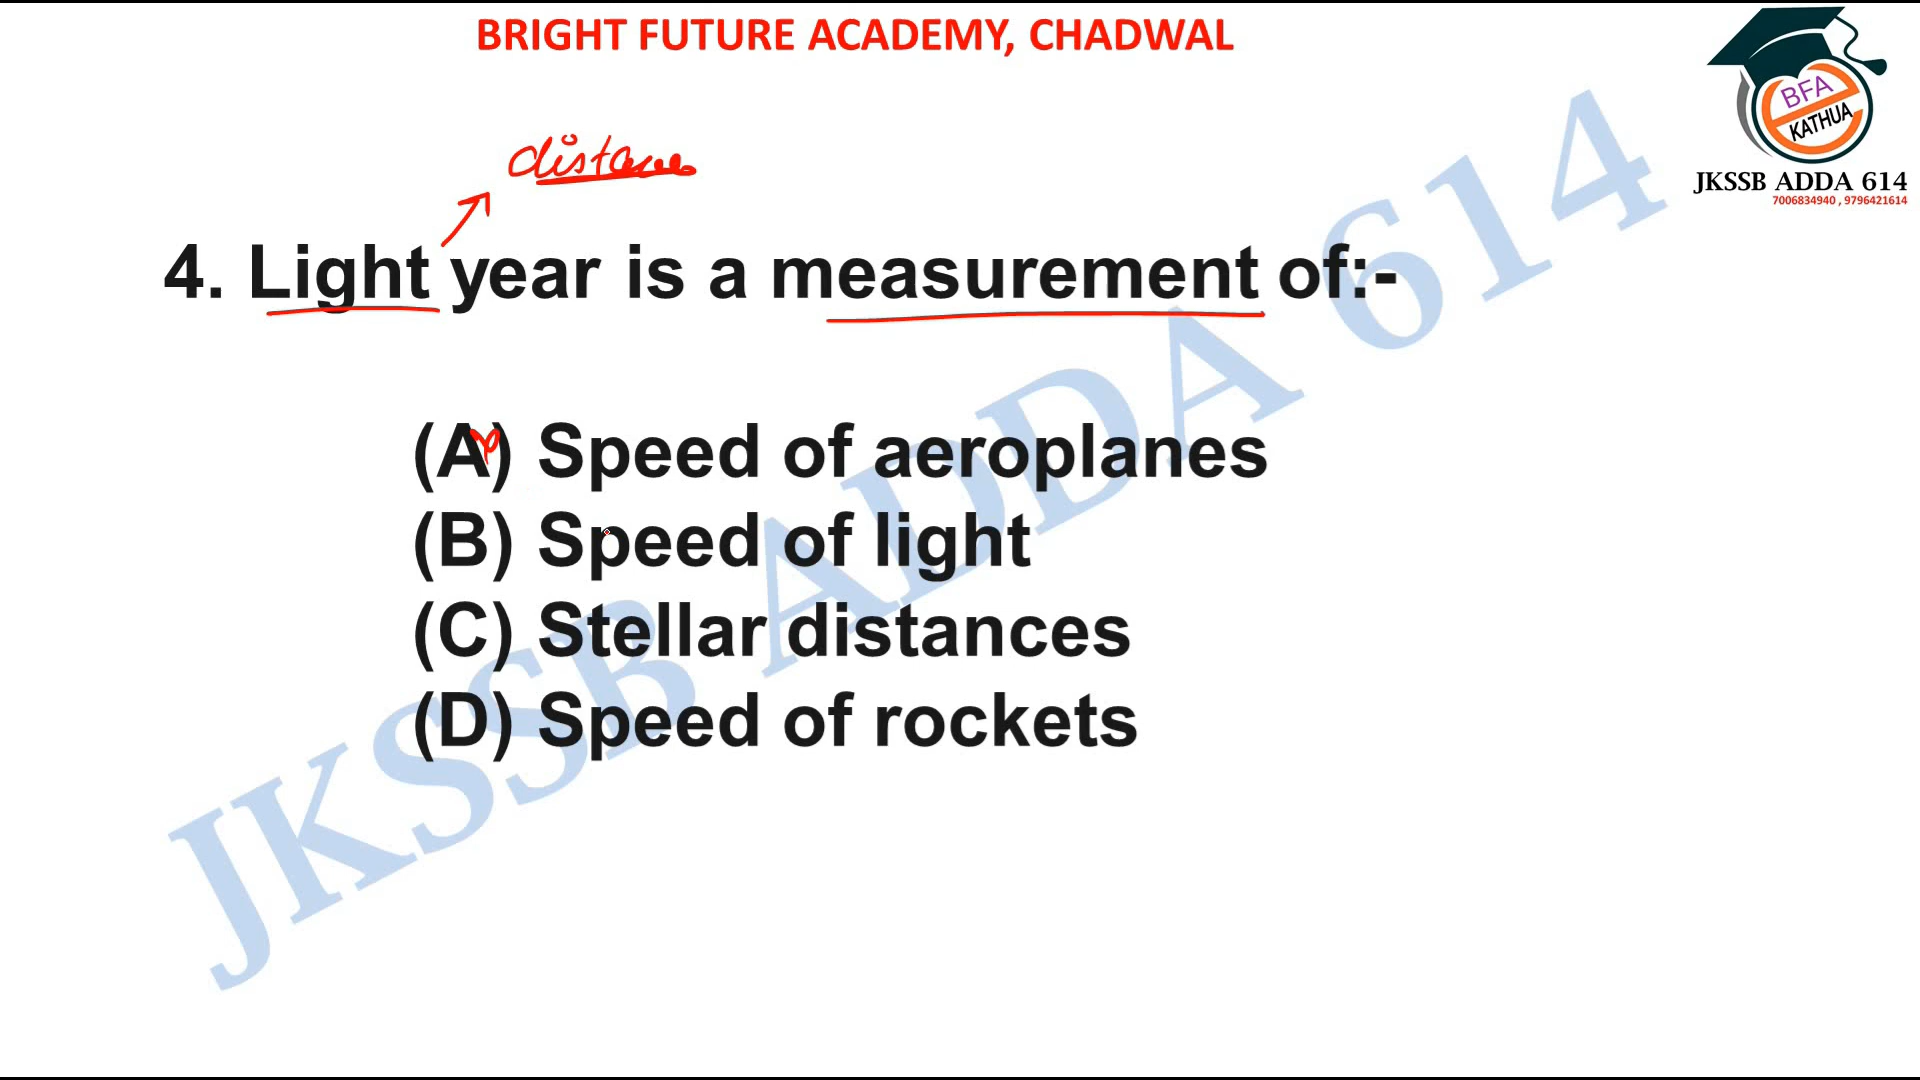 BRIGHT FUTURE ACADEMY, CHADWAL
BFA
KATHUA
JKSSB ADDA 614
7006834940 , 9796421614
distance
4. Light year is a measurement of:-
(A) Speed of aeroplanes
(B) Speed of light
(C) Stellar distances
(D) Speed of rockets
JKSSB ADDA 614